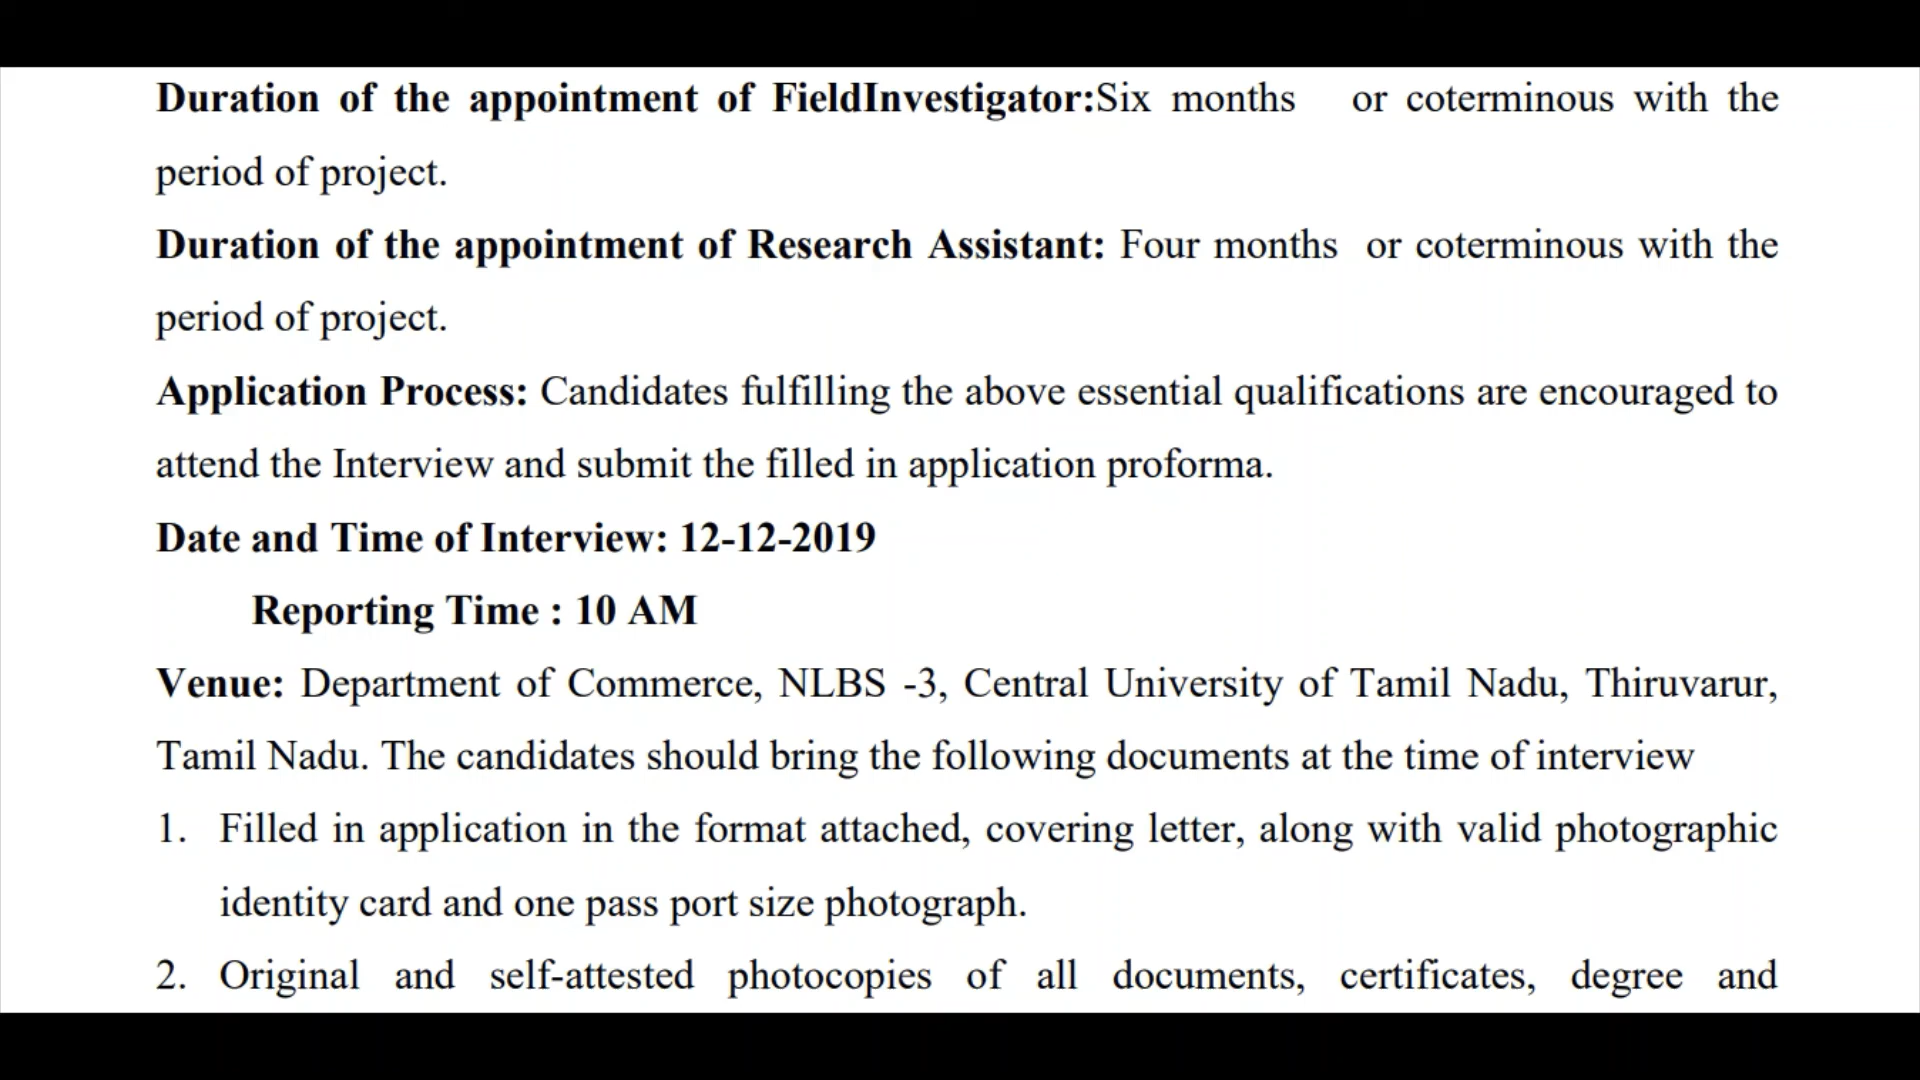 Duration of the appointment of FieldInvestigator:Six months or coterminous with the
period of project.
Duration of the appointment of Research Assistant: Four months or coterminous with the
period of project.
Application Process: Candidates fulfilling the above essential qualifications are encouraged to
attend the Interview and submit the filled in application proforma.
Date and Time of Interview: 12-12-2019
Reporting Time : 10 AM
Venue: Department of Commerce, NLBS -3, Central University of Tamil Nadu, Thiruvarur,
Tamil Nadu. The candidates should bring the following documents at the time of interview
1. Filled in application in the format attached, covering letter, along with valid photographic
identity card and one pass port size photograph.
2. Original and self-attested photocopies of all documents, certificates, degree and